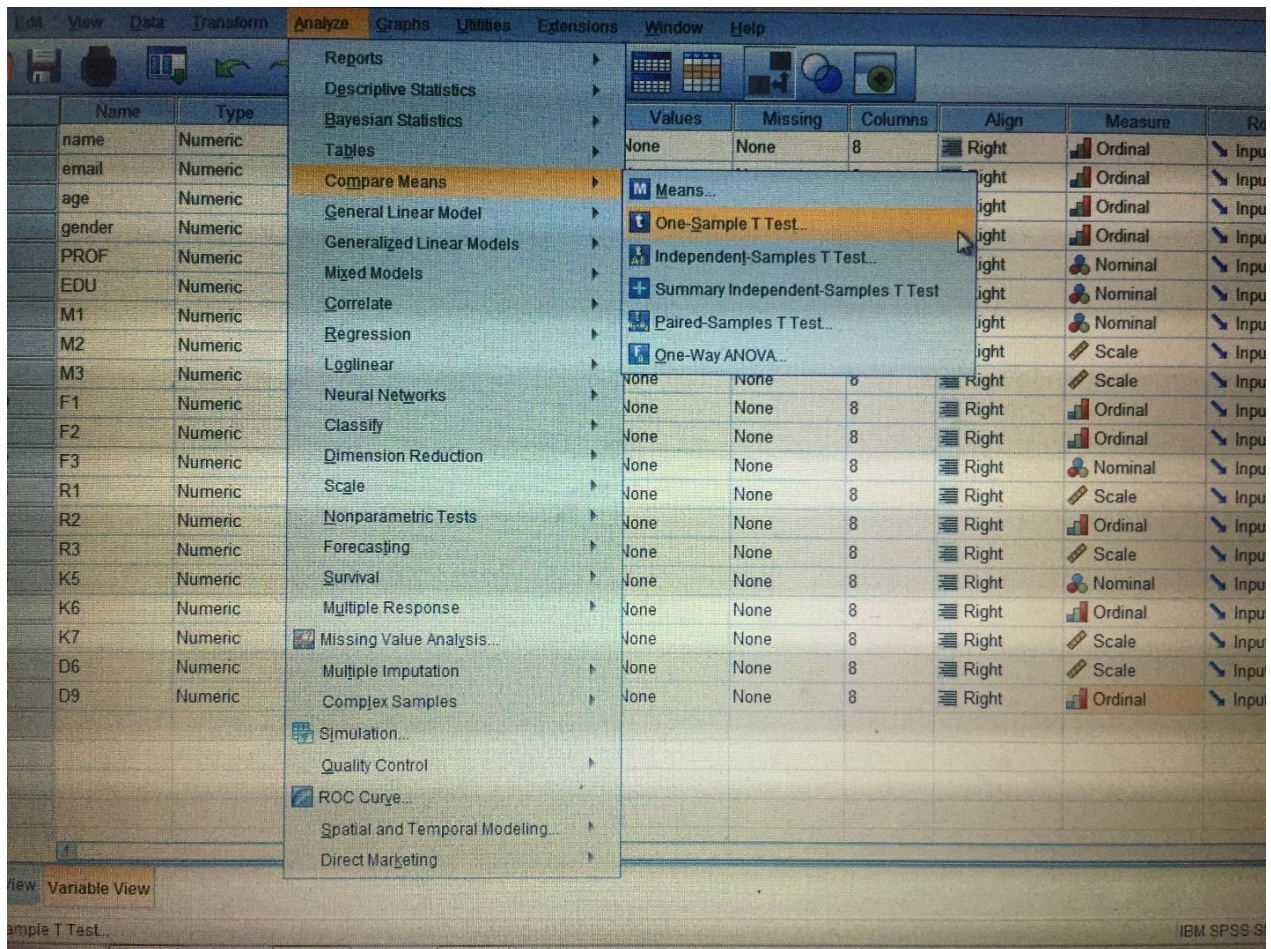 Edit View Data Transform Analyze Graphs Utilities Extensions Window Help
Name Type Values Missing Columns Align Measure
name Numeric None None 8 Right Ordinal
email Numeric Ordinal
age Numeric Ordinal
gender Numeric Ordinal
PROF Numeric Nominal
EDU Numeric Nominal
M1 Numeric Nominal
M2 Numeric Scale
M3 Numeric None None 8 Right Scale
F1 Numeric None None 8 Right Ordinal
F2 Numeric None None 8 Right Ordinal
F3 Numeric None None 8 Right Nominal
R1 Numeric None None 8 Right Scale
R2 Numeric None None 8 Right Ordinal
R3 Numeric None None 8 Right Scale
K5 Numeric None None 8 Right Nominal
K6 Numeric None None 8 Right Ordinal
K7 Numeric None None 8 Right Scale
D6 Numeric None None 8 Right Scale
D9 Numeric None None 8 Right Ordinal
Reports
Descriptive Statistics
Bayesian Statistics
Tables
Compare Means
General Linear Model
Generalized Linear Models
Mixed Models
Correlate
Regression
Loglinear
Neural Networks
Classify
Dimension Reduction
Scale
Nonparametric Tests
Forecasting
Survival
Multiple Response
Missing Value Analysis...
Multiple Imputation
Complex Samples
Simulation...
Quality Control
ROC Curve...
Spatial and Temporal Modeling...
Direct Marketing
Means...
One-Sample T Test...
Independent-Samples T Test...
Summary Independent-Samples T Test
Paired-Samples T Test...
One-Way ANOVA...
View Variable View
ample T Test...
IBM SPSS S